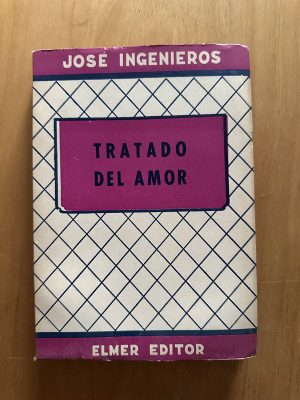 JOSÉ INGENIEROS
TRATADO
DEL AMOR
ELMER EDITOR